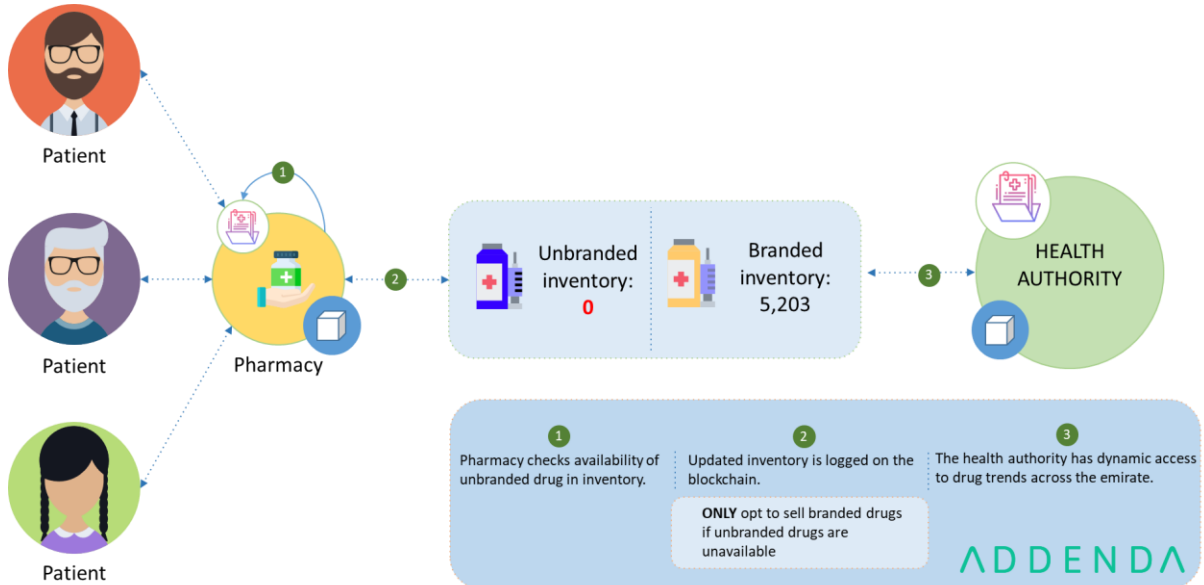 Patient
1
Patient
Pharmacy
Patient
2
Unbranded
inventory:
0
Branded
inventory:
5,203
3
HEALTH
AUTHORITY
1
Pharmacy checks availability of
unbranded drug in inventory.
2
Updated inventory is logged on the
blockchain.
ONLY opt to sell branded drugs
if unbranded drugs are
unavailable
3
The health authority has dynamic access
to drug trends across the emirate.
ADDENDA